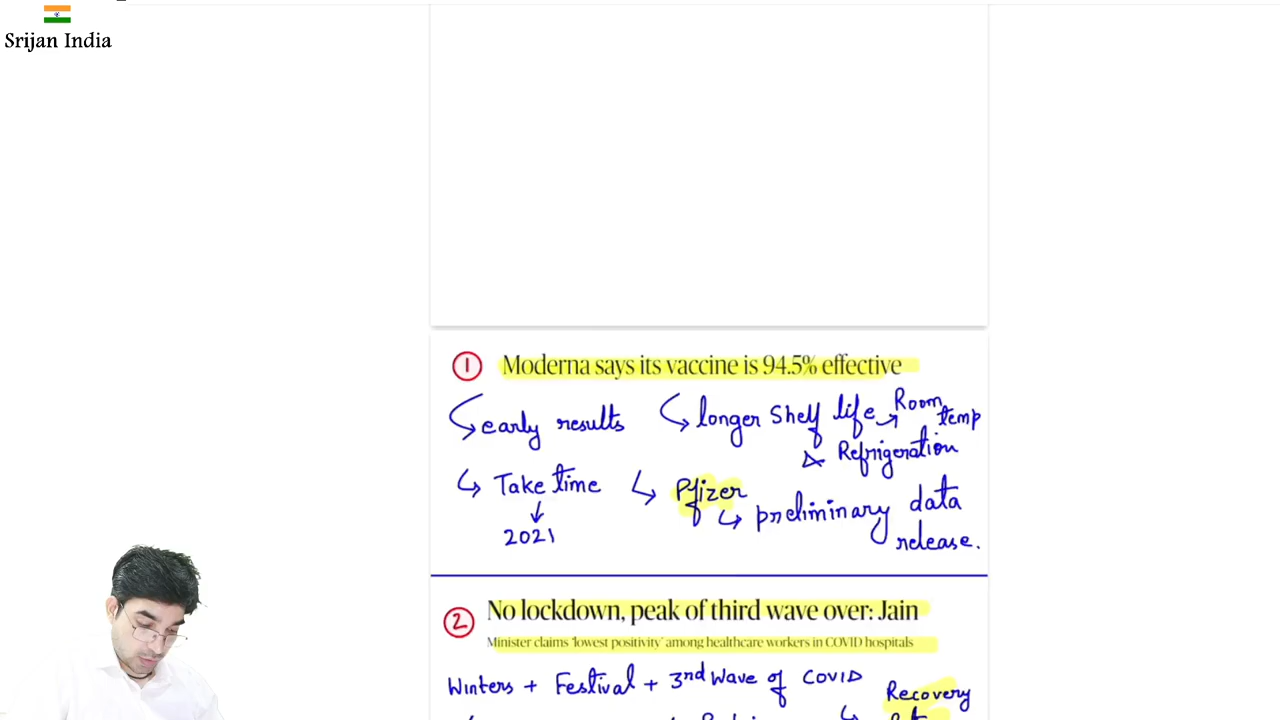 Srijan India
1 Moderna says its vaccine is 94.5% effective
early results
longer Shelf life → Room temp
& Refrigeration
Take time
2021
Pfizer
preliminary data
release.
2 No lockdown, peak of third wave over: Jain
Minister claims 'lowest positivity' among healthcare workers in COVID hospitals
Winters + Festival + 3rd Wave of COVID
Recovery